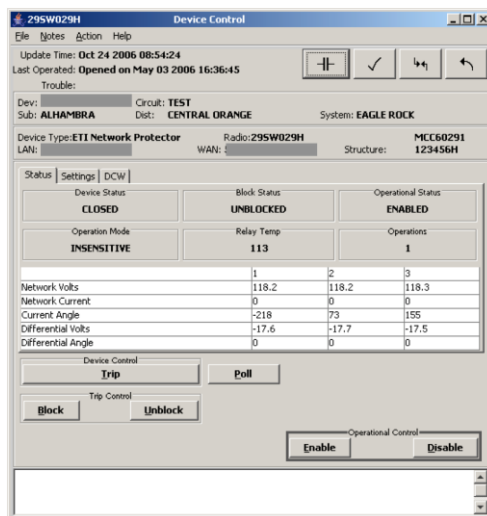 29SW029H Device Control
File Notes Action Help
Update Time: Oct 24 2006 08:54:24
Last Operated: Opened on May 03 2006 16:36:45
Trouble:
Dev: Circuit: TEST
Sub: ALHAMBRA Dist: CENTRAL ORANGE System: EAGLE ROCK
Device Type:ETI Network Protector Radio:29SW029H MCC60291
LAN: WAN: Structure: 123456H
Status Settings DCW
Device Status Block Status Operational Status
CLOSED UNBLOCKED ENABLED
Operation Mode Relay Temp Operations
INSENSITIVE 113 1
1 2 3
Network Volts 118.2 118.2 118.3
Network Current 0 0 0
Current Angle -218 73 155
Differential Volts -17.6 -17.7 -17.5
Differential Angle 0 0 0
Device Control
Trip Poll
Trip Control
Block Unblock
Operational Control
Enable Disable